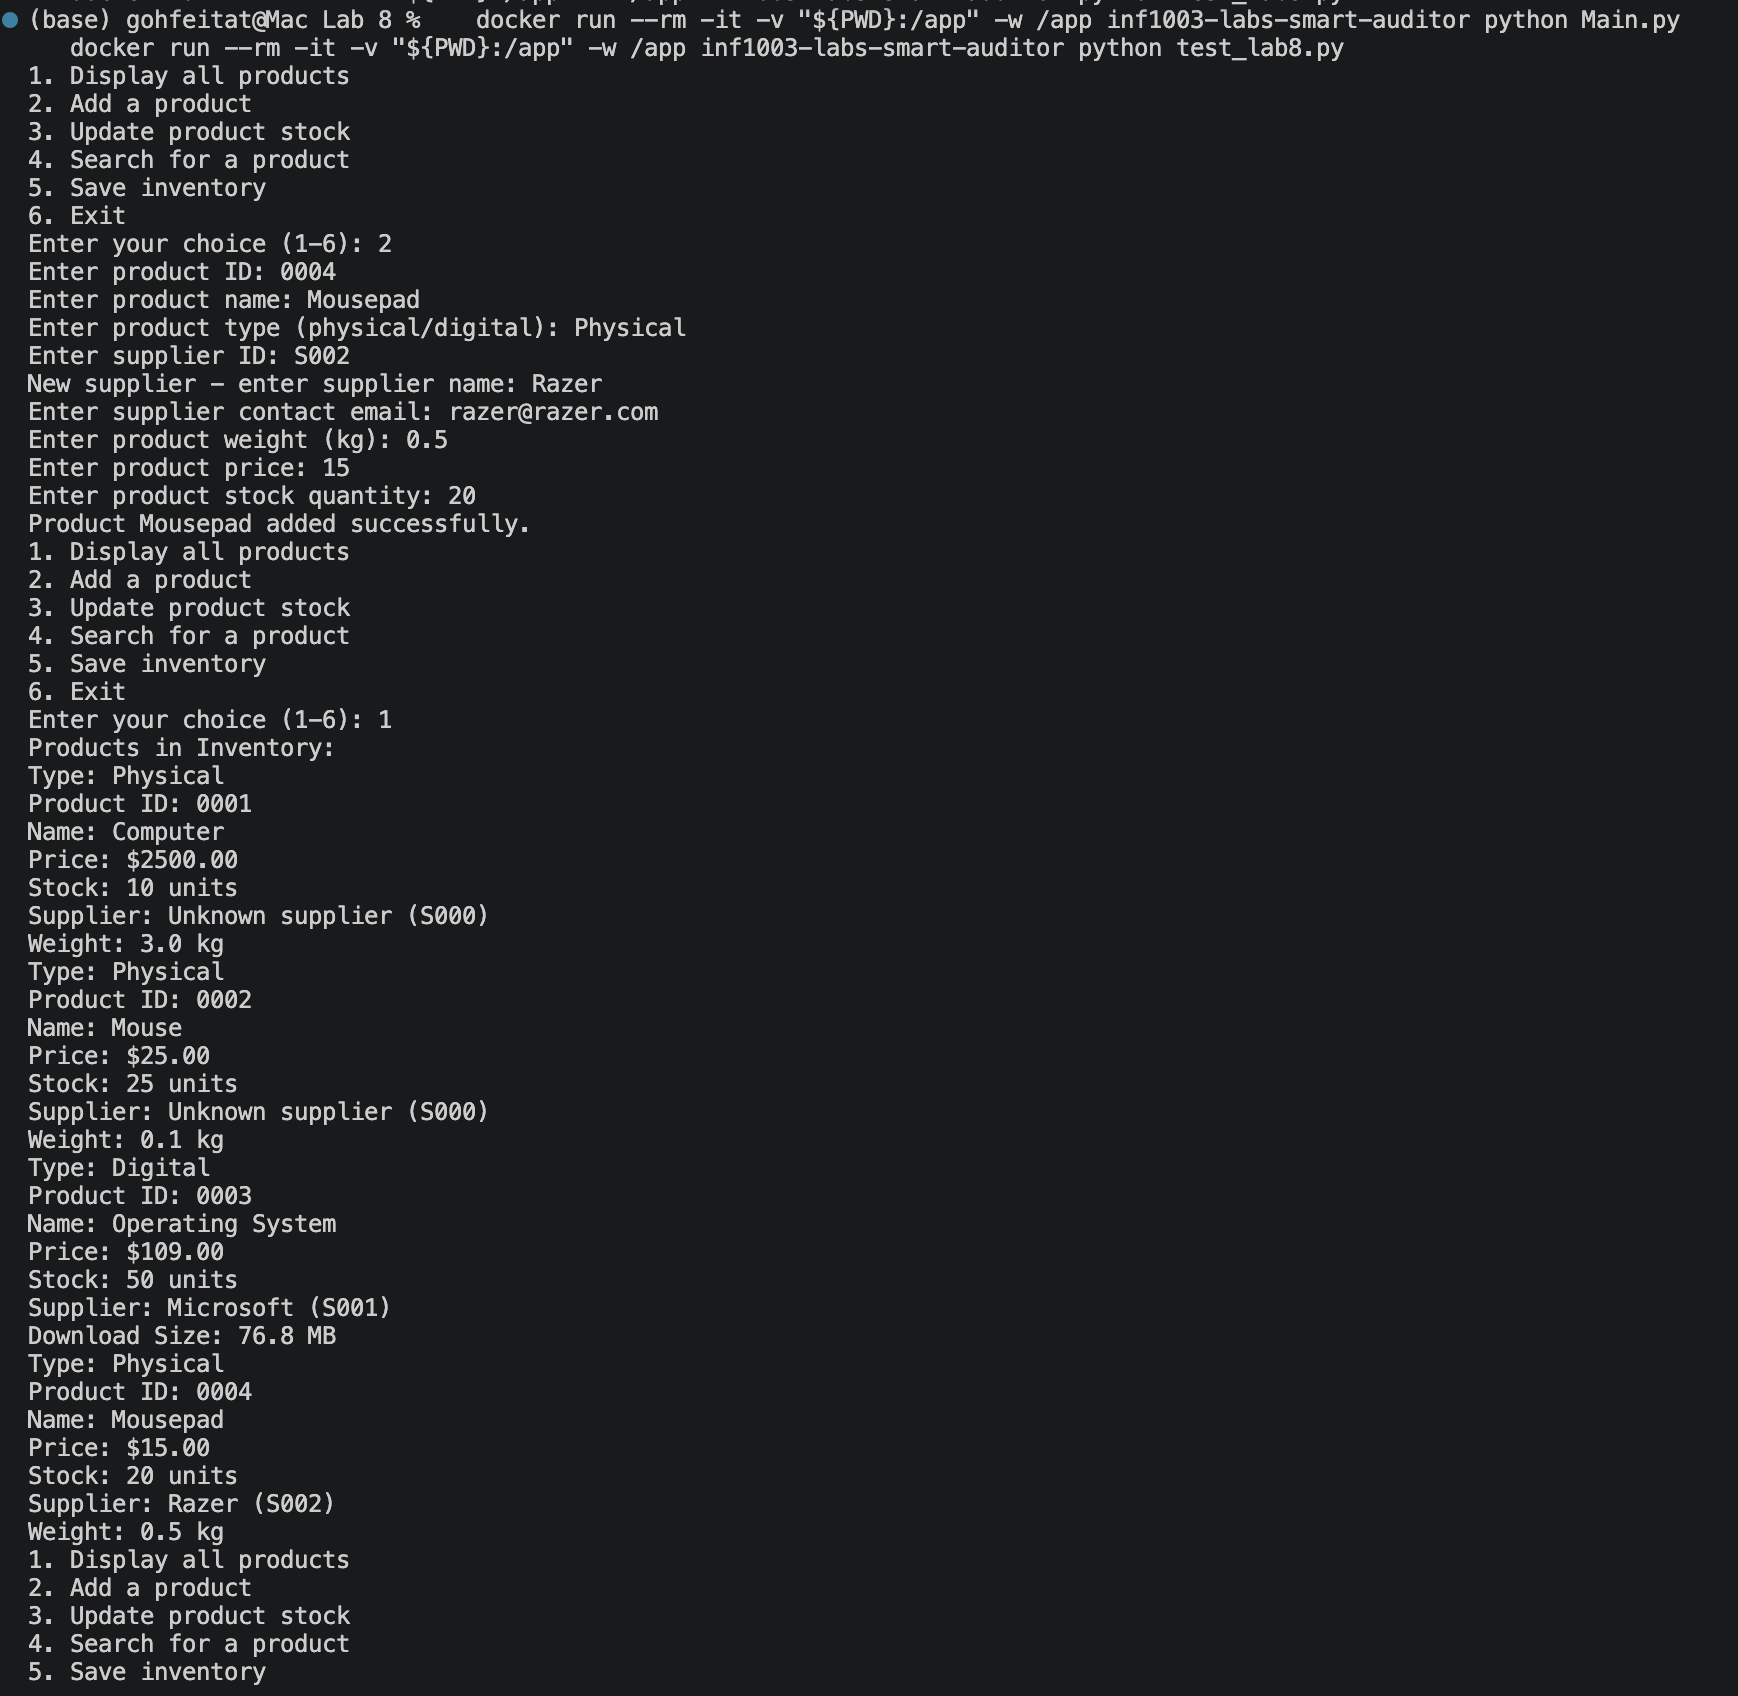 (base) gohfeitat@Mac Lab 8 %    docker run --rm -it -v "${PWD}:/app" -w /app inf1003-labs-smart-auditor python Main.py
   docker run --rm -it -v "${PWD}:/app" -w /app inf1003-labs-smart-auditor python test_lab8.py
1. Display all products
2. Add a product
3. Update product stock
4. Search for a product
5. Save inventory
6. Exit
Enter your choice (1-6): 2
Enter product ID: 0004
Enter product name: Mousepad
Enter product type (physical/digital): Physical
Enter supplier ID: S002
New supplier - enter supplier name: Razer
Enter supplier contact email: razer@razer.com
Enter product weight (kg): 0.5
Enter product price: 15
Enter product stock quantity: 20
Product Mousepad added successfully.
1. Display all products
2. Add a product
3. Update product stock
4. Search for a product
5. Save inventory
6. Exit
Enter your choice (1-6): 1
Products in Inventory:
Type: Physical
Product ID: 0001
Name: Computer
Price: $2500.00
Stock: 10 units
Supplier: Unknown supplier (S000)
Weight: 3.0 kg
Type: Physical
Product ID: 0002
Name: Mouse
Price: $25.00
Stock: 25 units
Supplier: Unknown supplier (S000)
Weight: 0.1 kg
Type: Digital
Product ID: 0003
Name: Operating System
Price: $109.00
Stock: 50 units
Supplier: Microsoft (S001)
Download Size: 76.8 MB
Type: Physical
Product ID: 0004
Name: Mousepad
Price: $15.00
Stock: 20 units
Supplier: Razer (S002)
Weight: 0.5 kg
1. Display all products
2. Add a product
3. Update product stock
4. Search for a product
5. Save inventory